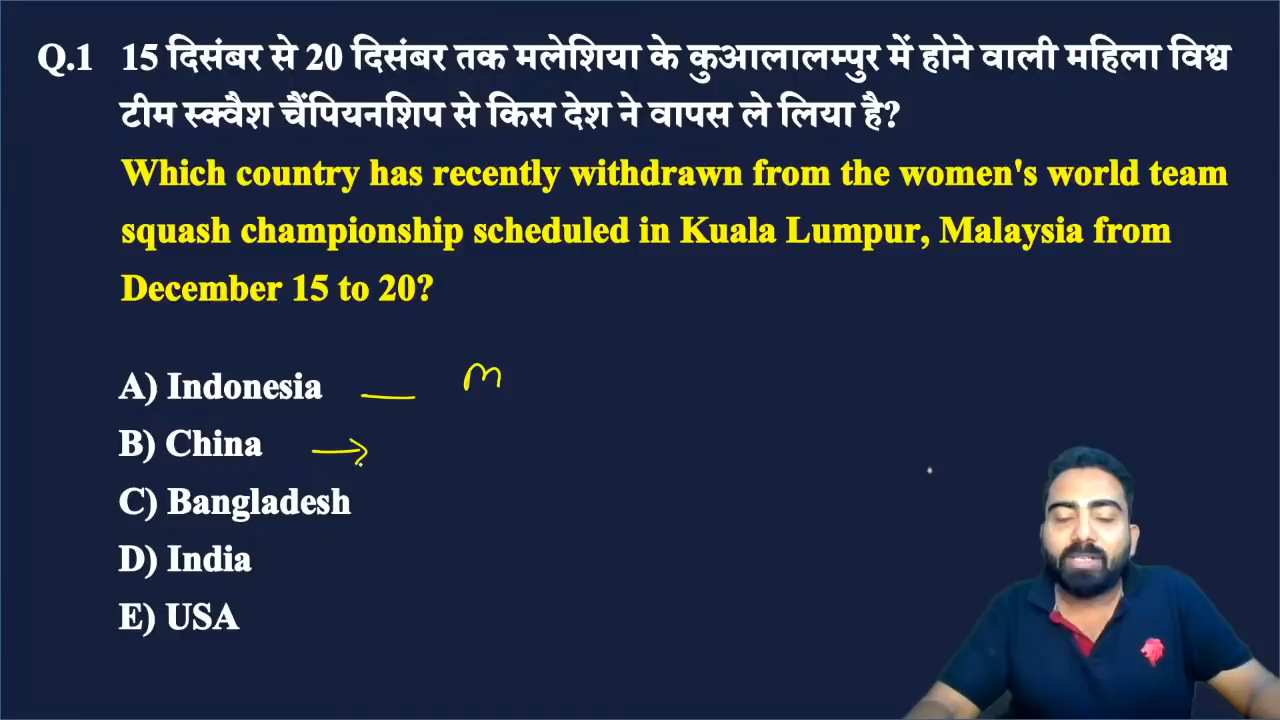 Q.1 15 दिसंबर से 20 दिसंबर तक मलेशिया के कुआलालम्पुर में होने वाली महिला विश्व
टीम स्क्वैश चैंपियनशिप से किस देश ने वापस ले लिया है?
Which country has recently withdrawn from the women's world team
squash championship scheduled in Kuala Lumpur, Malaysia from
December 15 to 20?
A) Indonesia — m
B) China →
C) Bangladesh
D) India
E) USA